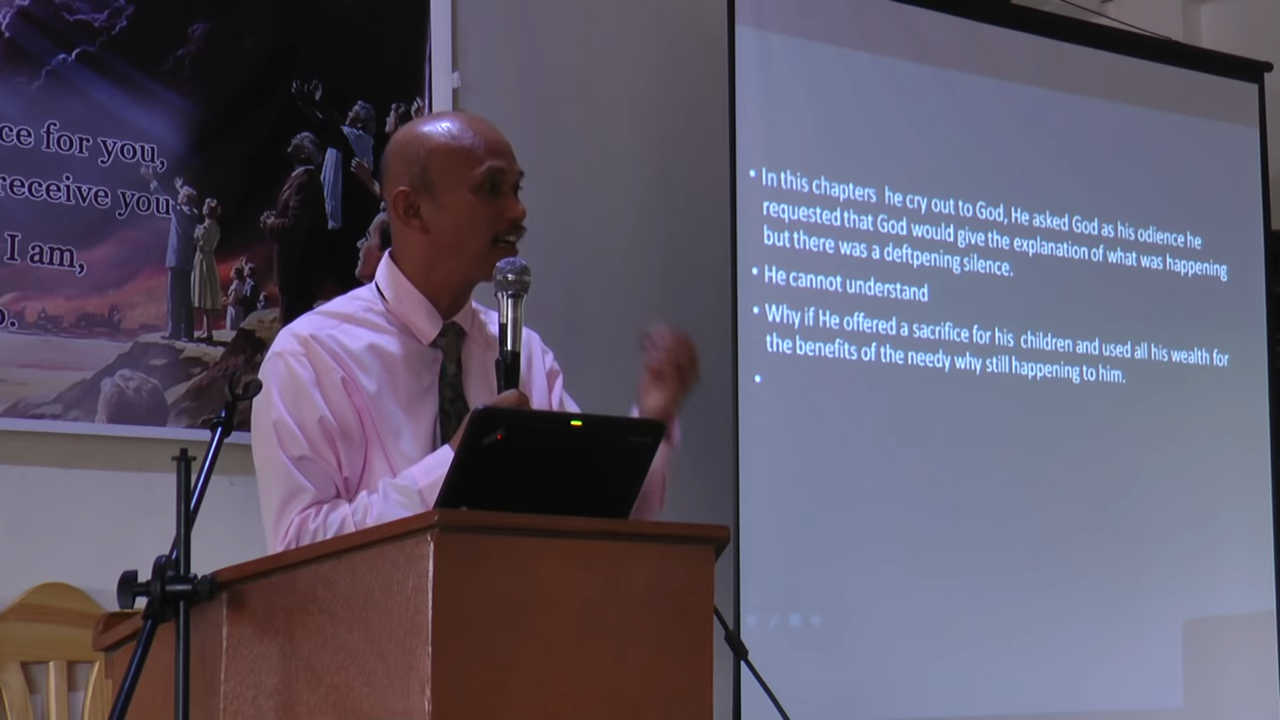 ce for you,
receive you
I am,
o.
• In this chapters he cry out to God, He asked God as his odience he
requested that God would give the explanation of what was happening
but there was a deftpening silence.
• He cannot understand
• Why if He offered a sacrifice for his children and used all his wealth for
the benefits of the needy why still happening to him.
•